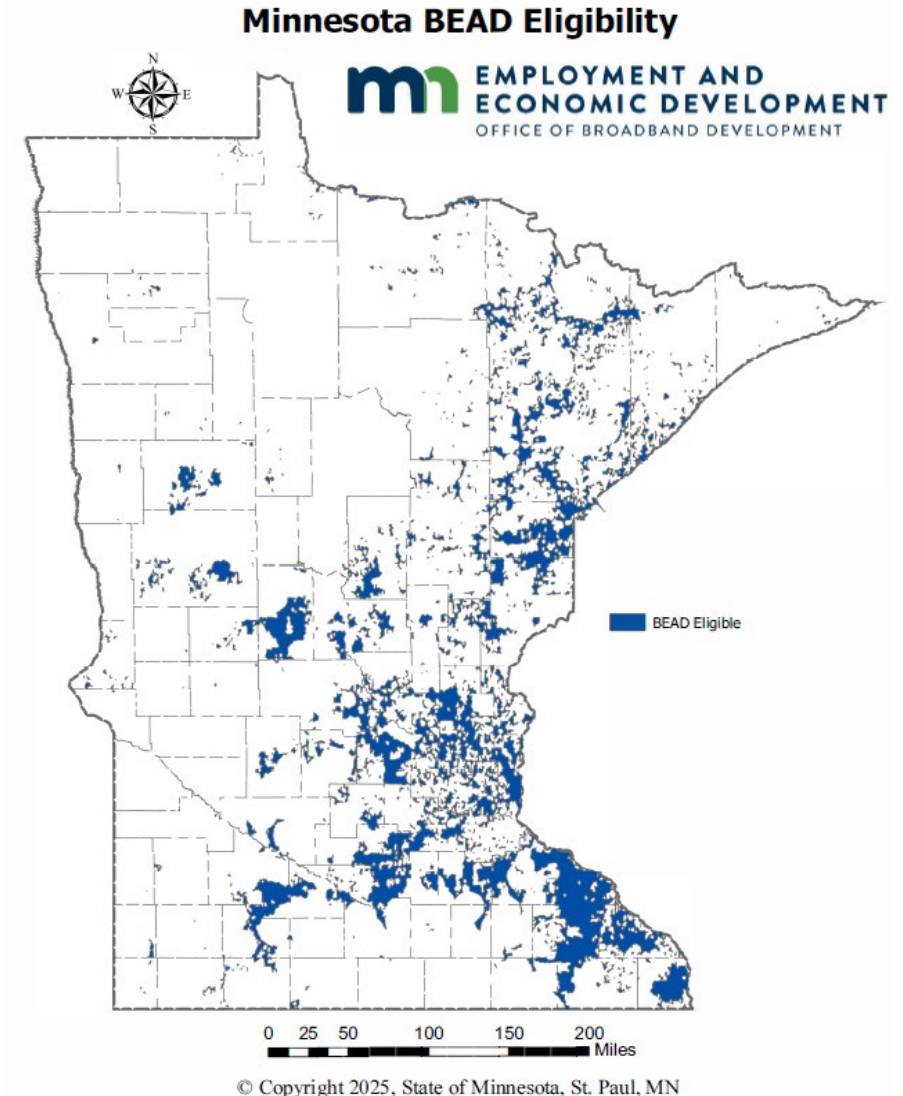 Minnesota BEAD Eligibility
N
W E
S
mn EMPLOYMENT AND
ECONOMIC DEVELOPMENT
OFFICE OF BROADBAND DEVELOPMENT
BEAD Eligible
0 25 50 100 150 200
Miles
© Copyright 2025, State of Minnesota, St. Paul, MN